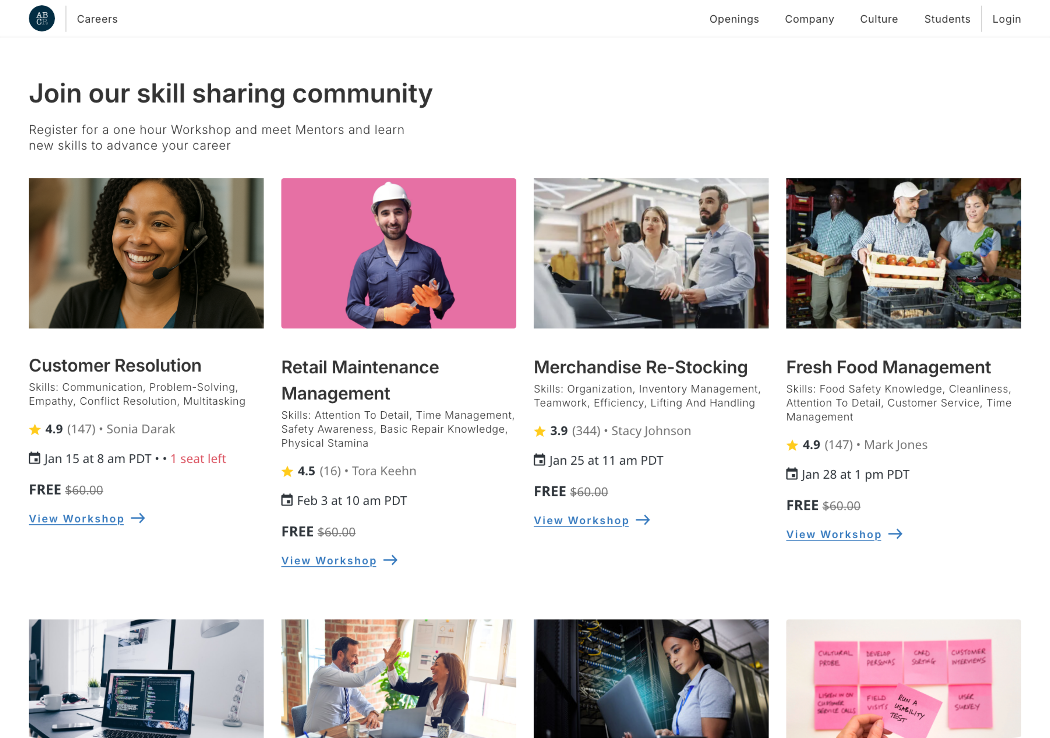 AB
CR
Careers
Openings
Company
Culture
Students
Login
Join our skill sharing community
Register for a one hour Workshop and meet Mentors and learn
new skills to advance your career
Customer Resolution
Skills: Communication, Problem-Solving,
Empathy, Conflict Resolution, Multitasking
4.9 (147) • Sonia Darak
Jan 15 at 8 am PDT • • 1 seat left
FREE $60.00
View Workshop
Retail Maintenance
Management
Skills: Attention To Detail, Time Management,
Safety Awareness, Basic Repair Knowledge,
Physical Stamina
4.5 (16) • Tora Keehn
Feb 3 at 10 am PDT
FREE $60.00
View Workshop
Merchandise Re-Stocking
Skills: Organization, Inventory Management,
Teamwork, Efficiency, Lifting And Handling
3.9 (344) • Stacy Johnson
Jan 25 at 11 am PDT
FREE $60.00
View Workshop
Fresh Food Management
Skills: Food Safety Knowledge, Cleanliness,
Attention To Detail, Customer Service, Time
Management
4.9 (147) • Mark Jones
Jan 28 at 1 pm PDT
FREE $60.00
View Workshop
CULTURAL
PROBE
DEVELOP
PERSONAS
CARD
SORTING
CUSTOMER
INTERVIEWS
LISTEN IN ON
CUSTOMER
SERVICE CALLS
FIELD
VISITS
RUN A
USABILITY
TEST
USER
SURVEY